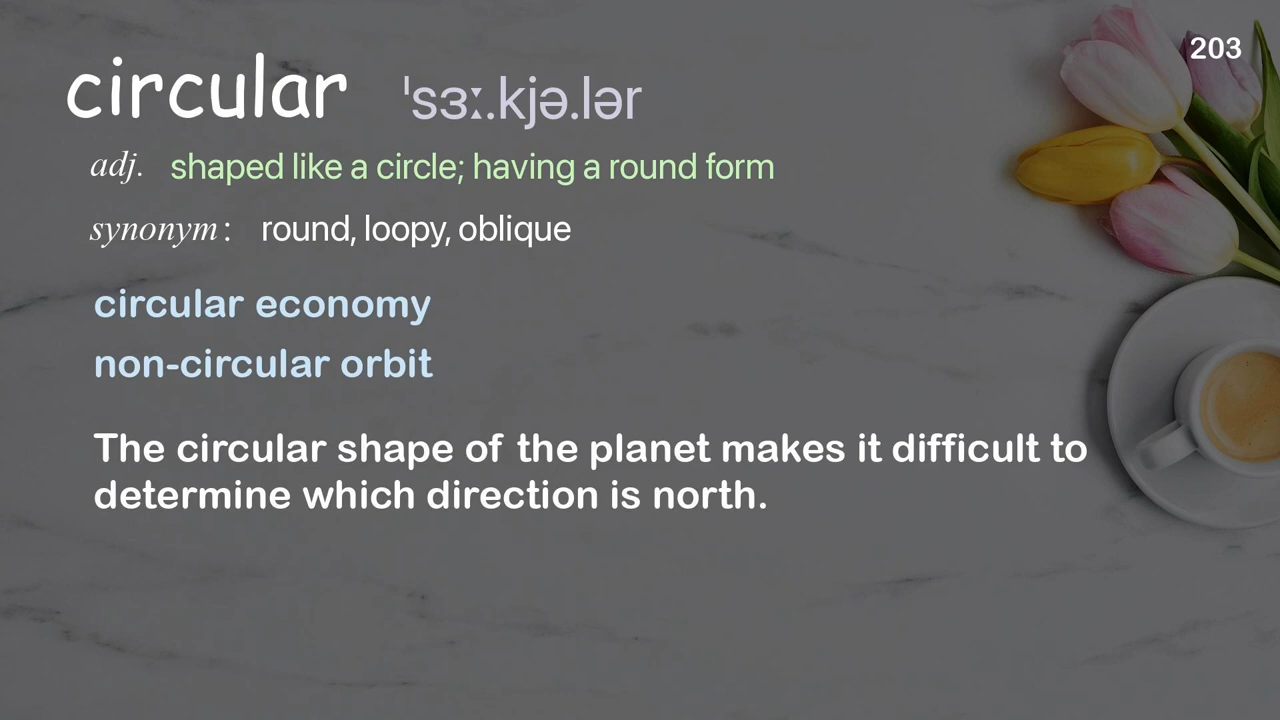 203
circular ˈsɜː.kjə.lər
adj. shaped like a circle; having a round form
synonym: round, loopy, oblique
circular economy
non-circular orbit
The circular shape of the planet makes it difficult to
determine which direction is north.